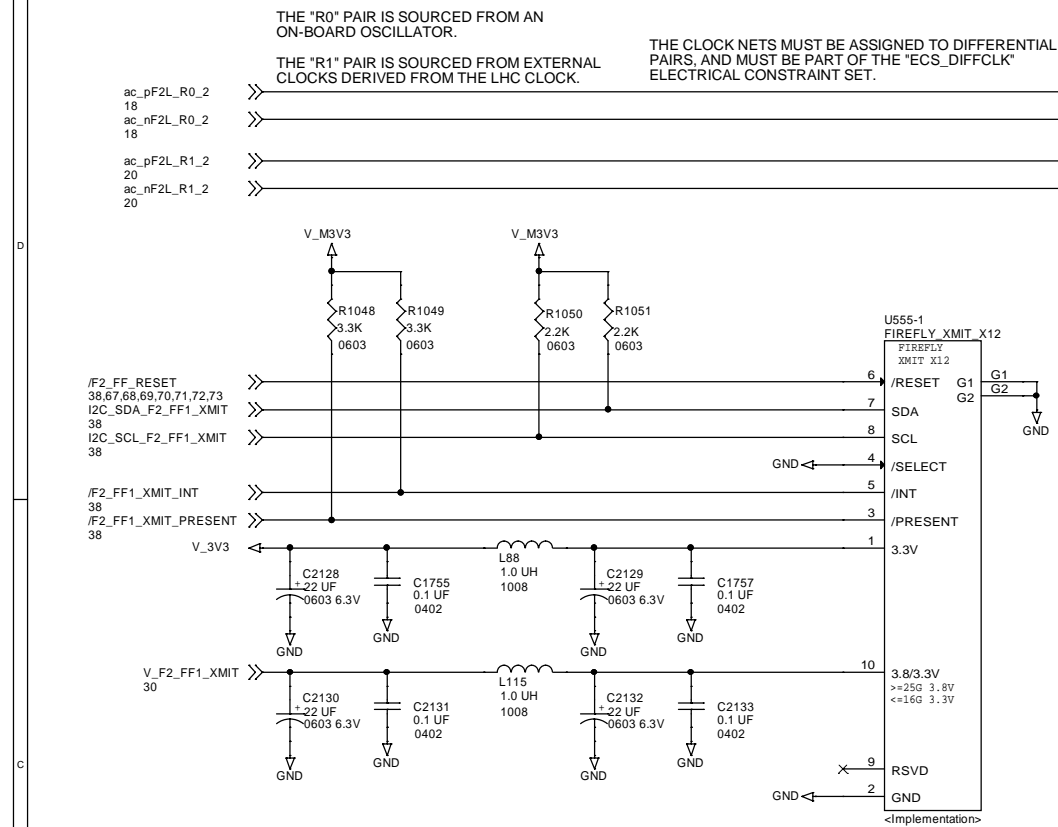 THE "R0" PAIR IS SOURCED FROM AN
ON-BOARD OSCILLATOR.
THE "R1" PAIR IS SOURCED FROM EXTERNAL
CLOCKS DERIVED FROM THE LHC CLOCK.
THE CLOCK NETS MUST BE ASSIGNED TO DIFFERENTIAL
PAIRS, AND MUST BE PART OF THE "ECS_DIFFCLK"
ELECTRICAL CONSTRAINT SET.
ac_pF2L_R0_2
18
ac_nF2L_R0_2
18
ac_pF2L_R1_2
20
ac_nF2L_R1_2
20
D
V_M3V3
V_M3V3
R1048
3.3K
0603
R1049
3.3K
0603
R1050
2.2K
0603
R1051
2.2K
0603
U555-1
FIREFLY_XMIT_X12
FIREFLY
XMIT X12
/F2_FF_RESET
38,67,68,69,70,71,72,73
6
/RESET
G1
G1
G2
G2
GND
I2C_SDA_F2_FF1_XMIT
38
7
SDA
I2C_SCL_F2_FF1_XMIT
38
8
SCL
GND
4
/SELECT
/F2_FF1_XMIT_INT
38
5
/INT
/F2_FF1_XMIT_PRESENT
38
3
/PRESENT
V_3V3
L88
1.0 UH
1008
1
3.3V
C2128
+
22 UF
0603 6.3V
GND
C1755
0.1 UF
0402
GND
C2129
+
22 UF
0603 6.3V
GND
C1757
0.1 UF
0402
GND
V_F2_FF1_XMIT
30
L115
1.0 UH
1008
10
3.8/3.3V
>=25G 3.8V
<=16G 3.3V
C2130
+
22 UF
0603 6.3V
GND
C2131
0.1 UF
0402
GND
C2132
+
22 UF
0603 6.3V
GND
C2133
0.1 UF
0402
GND
C
9
RSVD
GND
2
GND
<Implementation>